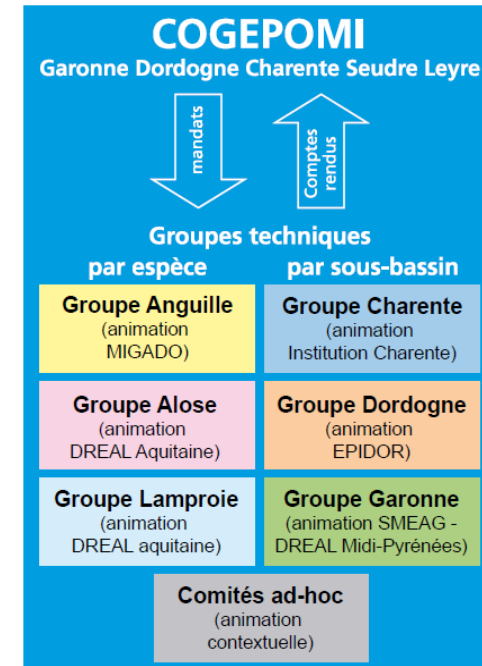 COGEPOMI
Garonne Dordogne Charente Seudre Leyre
mandats
Comptes
rendus
Groupes techniques
par espèce
par sous-bassin
Groupe Anguille
(animation
MIGADO)
Groupe Charente
(animation
Institution Charente)
Groupe Alose
(animation
DREAL Aquitaine)
Groupe Dordogne
(animation
EPIDOR)
Groupe Lamproie
(animation
DREAL aquitaine)
Groupe Garonne
(animation SMEAG -
DREAL Midi-Pyrénées)
Comités ad-hoc
(animation
contextuelle)